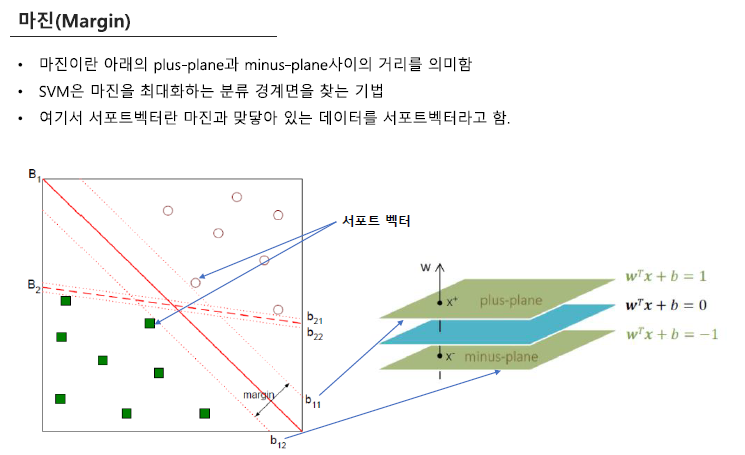 마진(Margin)
• 마진이란 아래의 plus-plane과 minus-plane사이의 거리를 의미함
• SVM은 마진을 최대화하는 분류 경계면을 찾는 기법
• 여기서 서포트벡터란 마진과 맞닿아 있는 데이터를 서포트벡터라고 함.
B₁
서포트 벡터
B₂
b₂₁
b₂₂
margin
b₁₁
b₁₂
w
x⁺
plus-plane
x⁻
minus-plane
wᵀx + b = 1
wᵀx + b = 0
wᵀx + b = −1